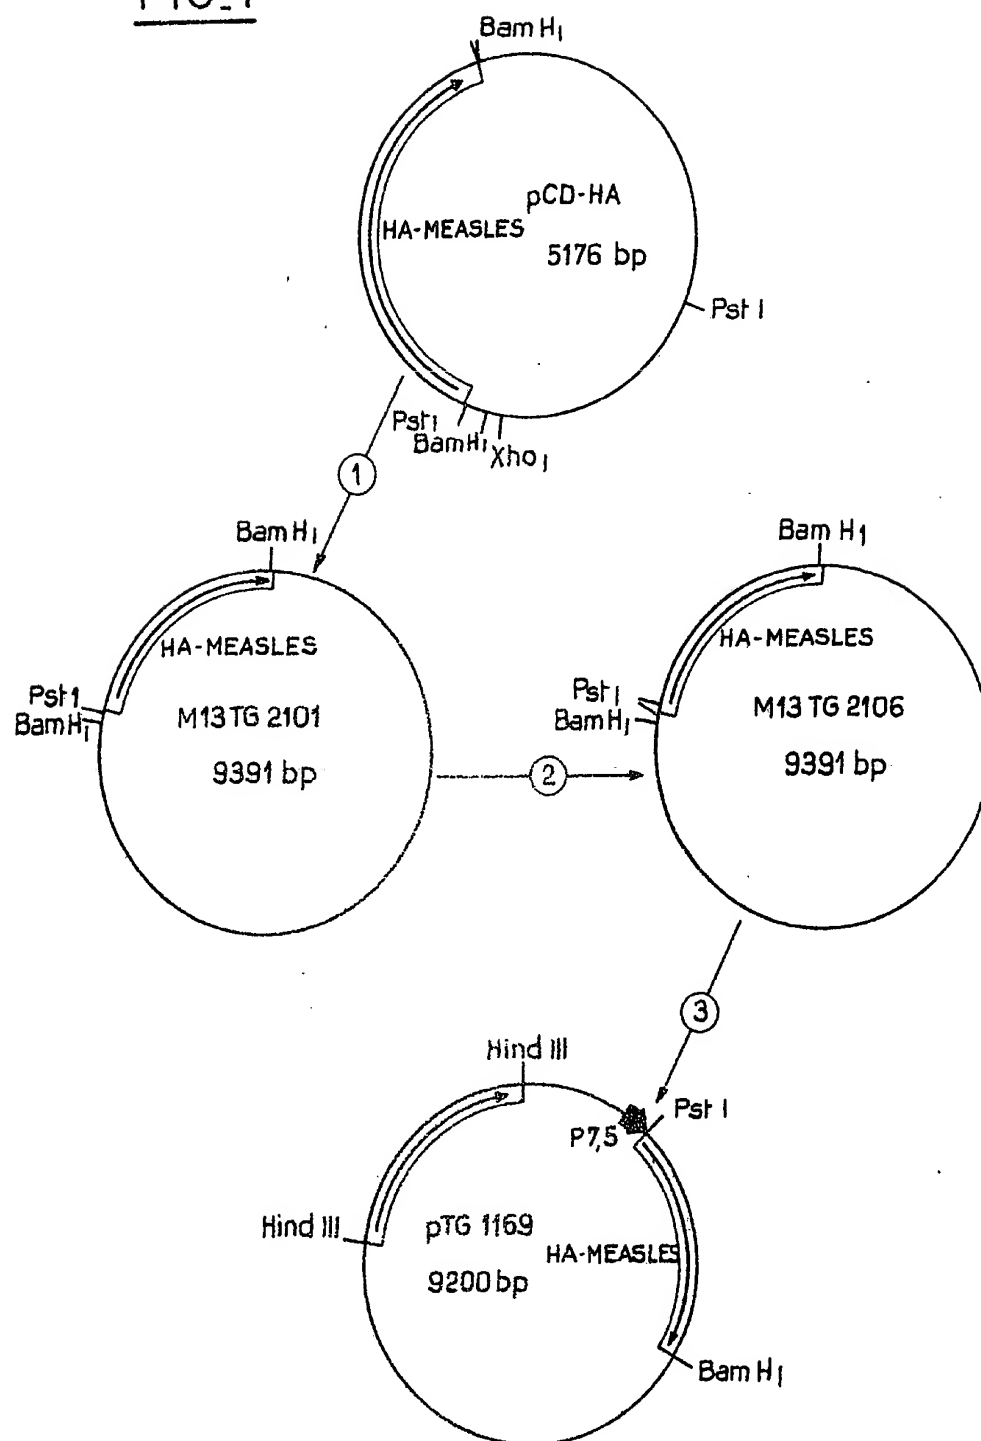 FIG_1
Bam H1
pCD-HA
HA-MEASLES
5176 bp
Pst I
Pst1
BamH1
Xho1
1
Bam H1
Bam H1
HA-MEASLES
HA-MEASLES
Pst1
BamH1
Pst1
BamH1
M13 TG 2101
M13 TG 2106
9391 bp
9391 bp
2
3
Hind III
Pst I
P7,5
Hind III
pTG 1169
HA-MEASLES
9200 bp
Bam H1